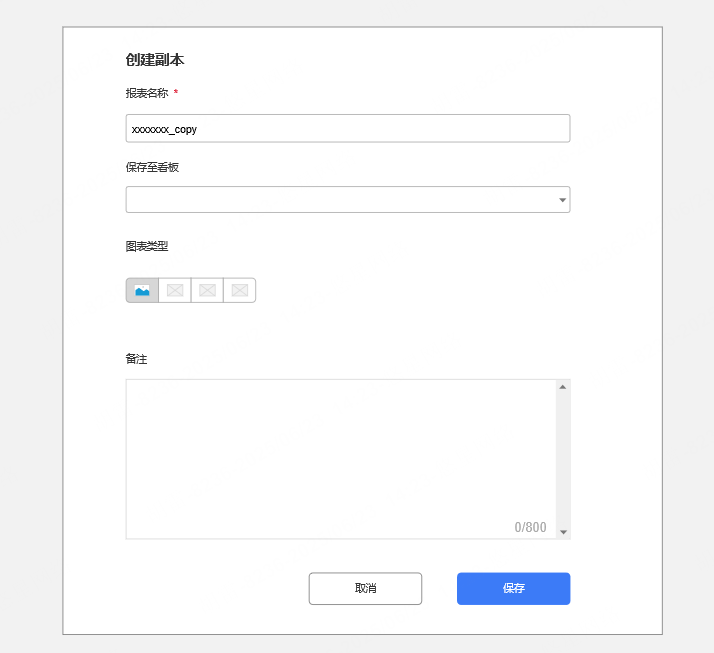 创建副本
报表名称 *
xxxxxxx_copy
保存至看板
图表类型
备注
0/800
取消
保存